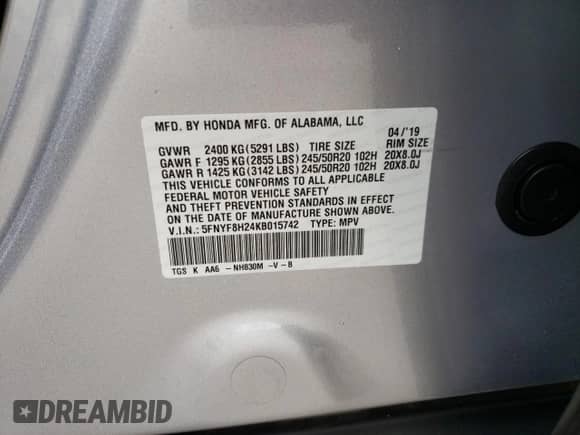 MFD. BY HONDA MFG. OF ALABAMA, LLC 04/'19
GVWR 2400 KG(5291 LBS) TIRE SIZE RIM SIZE
GAWR F 1295 KG(2855 LBS)245/50R20 102H 20X8.0J
GAWR R 1425 KG(3142 LBS)245/50R20 102H 20X8.0J
THIS VEHICLE CONFORMS TO ALL APPLICABLE
FEDERAL MOTOR VEHICLE SAFETY
AND THEFT PREVENTION STANDARDS IN EFFECT
ON THE DATE OF MANUFACTURE SHOWN ABOVE.
V.I.N.: 5FNYF8H24KB015742 TYPE: MPV
TGS K AA6 -NH830M -V-B
DREAMBID